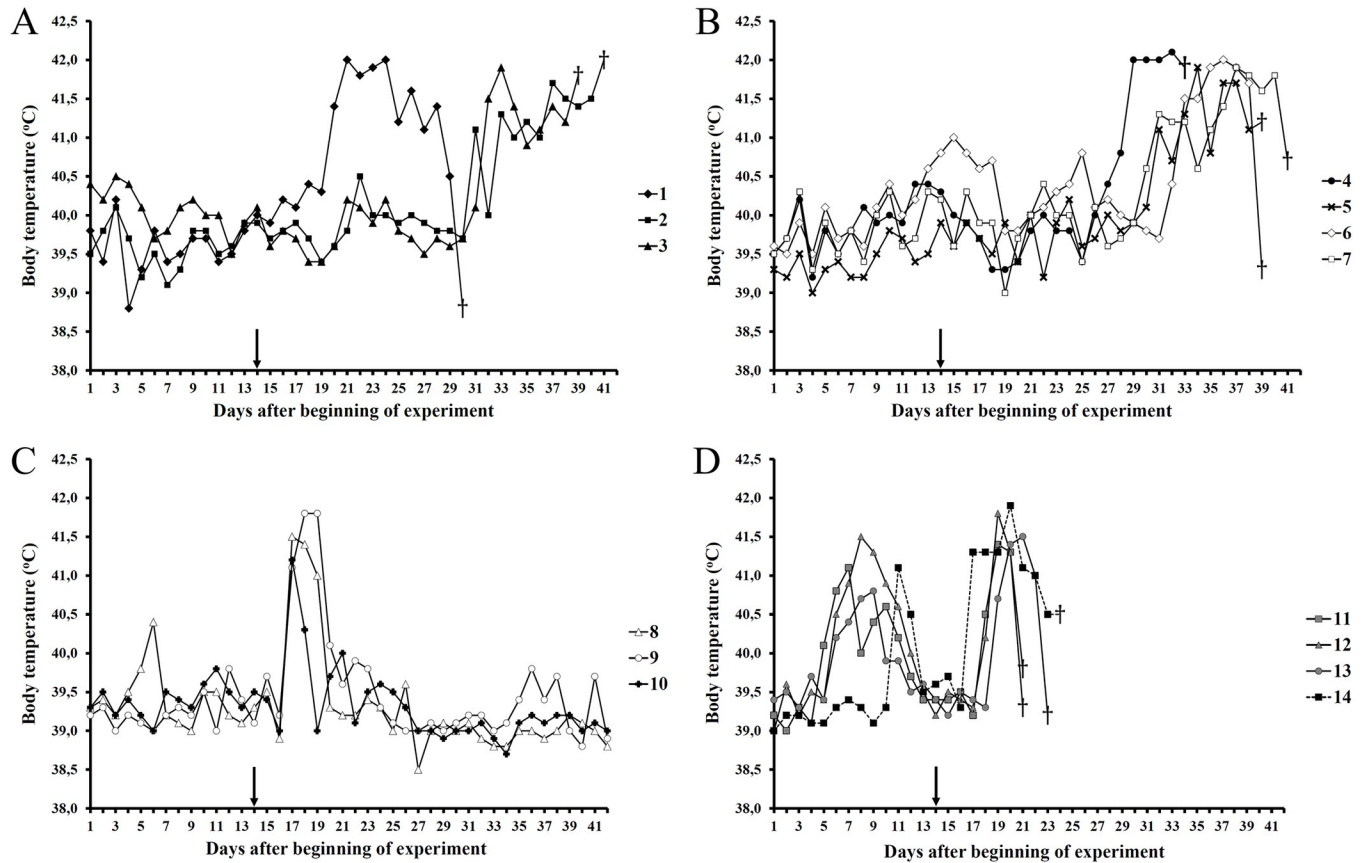 A
42,5
42,0
41,5
41,0
40,5
40,0
39,5
39,0
38,5
38,0
Body temperature (ºC)
† † †
1
2
3
1 3 5 7 9 11 13 15 17 19 21 23 25 27 29 31 33 35 37 39 41
Days after beginning of experiment
B
42,5
42,0
41,5
41,0
40,5
40,0
39,5
39,0
38,5
38,0
Body temperature (ºC)
† † † †
4
5
6
7
1 3 5 7 9 11 13 15 17 19 21 23 25 27 29 31 33 35 37 39 41
Days after beginning of experiment
C
42,5
42,0
41,5
41,0
40,5
40,0
39,5
39,0
38,5
38,0
Body temperature (ºC)
8
9
10
1 3 5 7 9 11 13 15 17 19 21 23 25 27 29 31 33 35 37 39 41
Days after beginning of experiment
D
42,5
42,0
41,5
41,0
40,5
40,0
39,5
39,0
38,5
38,0
Body temperature (ºC)
† † † †
11
12
13
14
1 3 5 7 9 11 13 15 17 19 21 23 25 27 29 31 33 35 37 39 41
Days after beginning of experiment